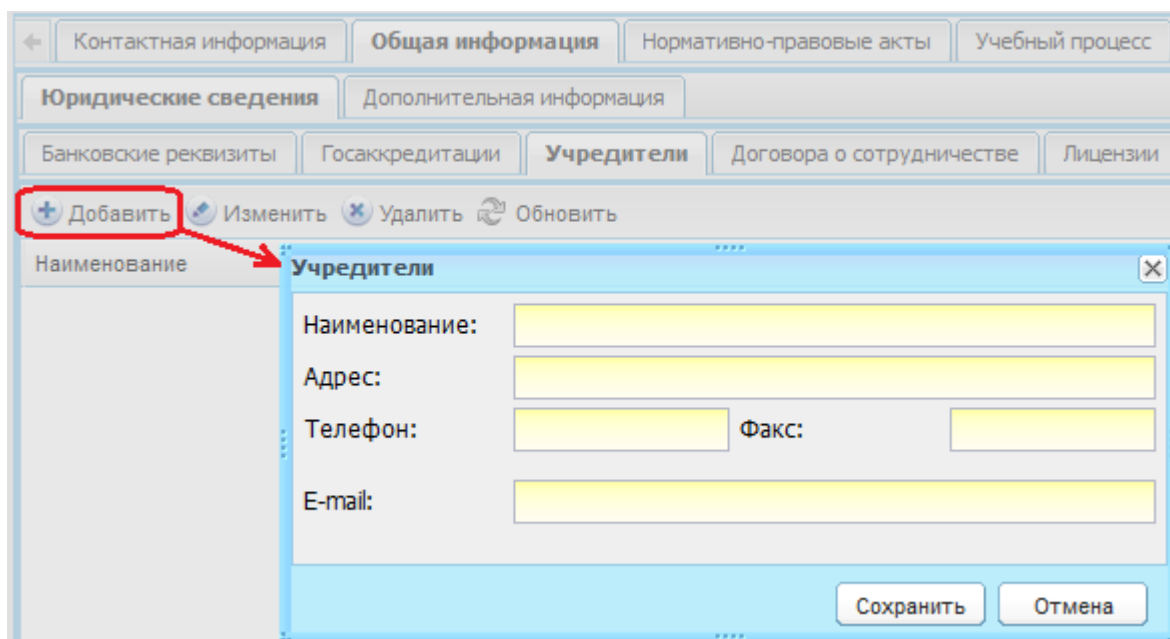 Контактная информация Общая информация Нормативно-правовые акты Учебный процесс
Юридические сведения Дополнительная информация
Банковские реквизиты Госаккредитации Учредители Договора о сотрудничестве Лицензии
Добавить Изменить Удалить Обновить
Наименование
Учредители
Наименование:
Адрес:
Телефон: Факс:
E-mail:
Сохранить Отмена